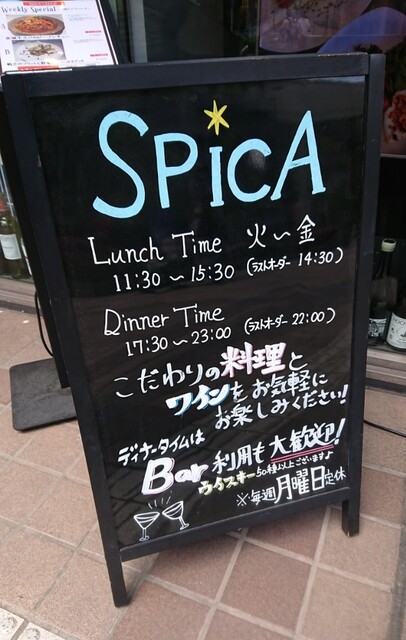 Weekly Special
SPICA
Lunch Time 火〜金
11:30〜15:30 (ラストオーダー 14:30)
Dinner Time
17:30〜23:00 (ラストオーダー 22:00)
こだわりの料理と
ワインをお気軽に
お楽しみください!
ディナータイムは
Bar利用も大歓迎!
ウイスキー50種以上ございますよ
※毎週月曜日定休